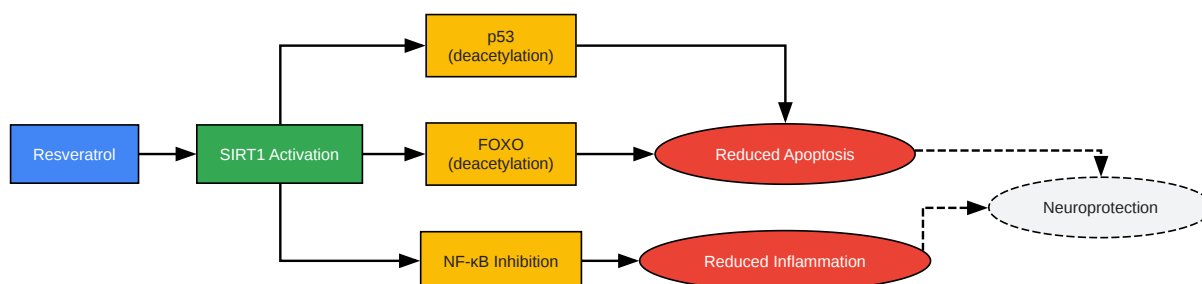 p53
(deacetylation)
Resveratrol
SIRT1 Activation
FOXO
(deacetylation)
Reduced Apoptosis
Neuroprotection
NF-κB Inhibition
Reduced Inflammation